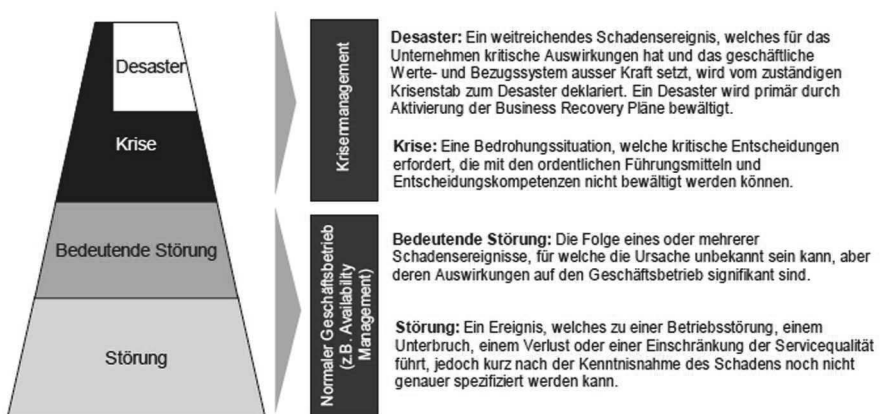 Desaster
Krise
Bedeutende Störung
Störung
Krisenmanagement
Normaler Geschäftsbetrieb
(z.B. Availability
Management)
Desaster: Ein weitreichendes Schadensereignis, welches für das
Unternehmen kritische Auswirkungen hat und das geschäftliche
Werte- und Bezugssystem ausser Kraft setzt, wird vom zuständigen
Krisenstab zum Desaster deklariert. Ein Desaster wird primär durch
Aktivierung der Business Recovery Pläne bewältigt.
Krise: Eine Bedrohungssituation, welche kritische Entscheidungen
erfordert, die mit den ordentlichen Führungsmitteln und
Entscheidungskompetenzen nicht bewältigt werden können.
Bedeutende Störung: Die Folge eines oder mehrerer
Schadensereignisse, für welche die Ursache unbekannt sein kann, aber
deren Auswirkungen auf den Geschäftsbetrieb signifikant sind.
Störung: Ein Ereignis, welches zu einer Betriebsstörung, einem
Unterbruch, einem Verlust oder einer Einschränkung der Servicequalität
führt, jedoch kurz nach der Kenntnisnahme des Schadens noch nicht
genauer spezifiziert werden kann.